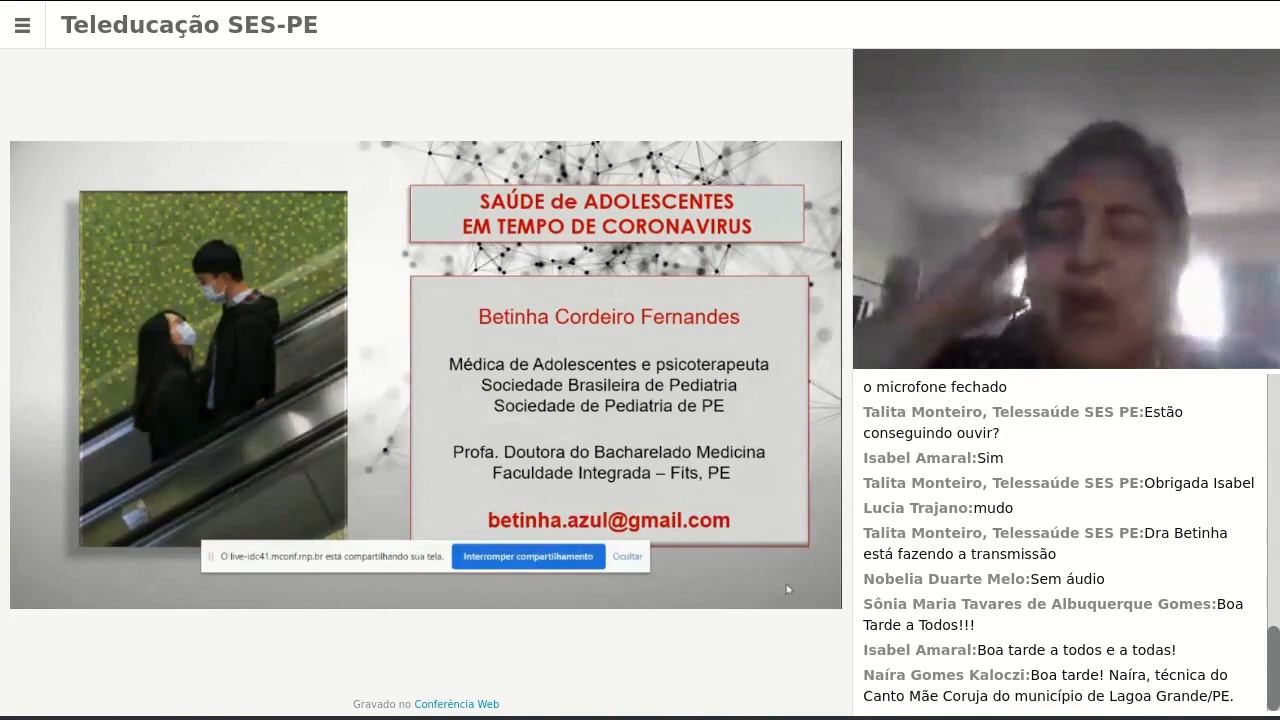 Teleducação SES-PE
SAÚDE de ADOLESCENTES
EM TEMPO DE CORONAVIRUS
Betinha Cordeiro Fernandes
Médica de Adolescentes e psicoterapeuta
Sociedade Brasileira de Pediatria
Sociedade de Pediatria de PE
Profa. Doutora do Bacharelado Medicina
Faculdade Integrada – Fits, PE
betinha.azul@gmail.com
O live-idc41.mconf.rnp.br está compartilhando sua tela.
Interromper compartilhamento
Ocultar
Gravado no Conferência Web
o microfone fechado
Talita Monteiro, Telessaúde SES PE:Estão
conseguindo ouvir?
Isabel Amaral:Sim
Talita Monteiro, Telessaúde SES PE:Obrigada Isabel
Lucia Trajano:mudo
Talita Monteiro, Telessaúde SES PE:Dra Betinha
está fazendo a transmissão
Nobelia Duarte Melo:Sem áudio
Sônia Maria Tavares de Albuquerque Gomes:Boa
Tarde a Todos!!!
Isabel Amaral:Boa tarde a todos e a todas!
Naíra Gomes Kaloczi:Boa tarde! Naíra, técnica do
Canto Mãe Coruja do município de Lagoa Grande/PE.